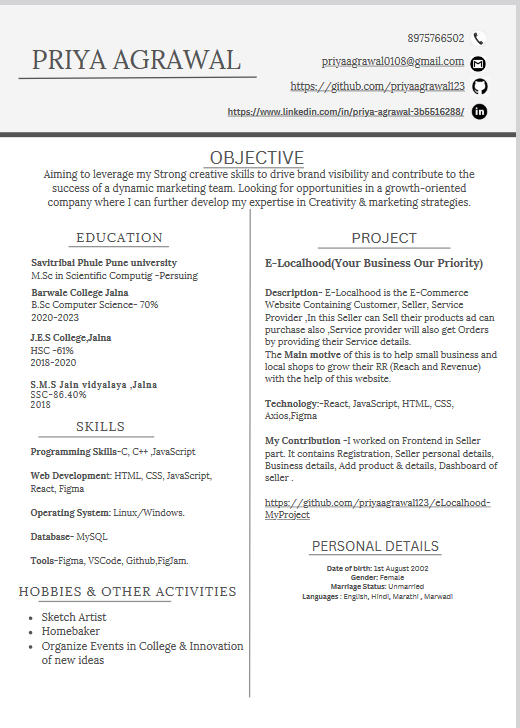 PRIYA AGRAWAL
8975766502
priyaagrawal0108@gmail.com
https://github.com/priyaagrawal123
https://www.linkedin.com/in/priya-agrawal-3b5516288/
OBJECTIVE
Aiming to leverage my Strong creative skills to drive brand visibility and contribute to the
success of a dynamic marketing team. Looking for opportunities in a growth-oriented
company where I can further develop my expertise in Creativity & marketing strategies.
EDUCATION
Savitribai Phule Pune university
M.Sc in Scientific Computig -Persuing
Barwale College Jalna
B.Sc Computer Science- 70%
2020-2023
J.E.S College,Jalna
HSC -61%
2018-2020
S.M.S Jain vidyalaya ,Jalna
SSC-86.40%
2018
SKILLS
Programming Skills-C, C++ ,JavaScript
Web Development: HTML, CSS, JavaScript,
React, Figma
Operating System: Linux/Windows.
Database- MySQL
Tools-Figma, VSCode, Github,FigJam.
HOBBIES & OTHER ACTIVITIES
• Sketch Artist
• Homebaker
• Organize Events in College & Innovation
of new ideas
PROJECT
E-Localhood(Your Business Our Priority)
Description- E-Localhood is the E-Commerce
Website Containing Customer, Seller, Service
Provider ,In this Seller can Sell their products ad can
purchase also ,Service provider will also get Orders
by providing their Service details.
The Main motive of this is to help small business and
local shops to grow their RR (Reach and Revenue)
with the help of this website.
Technology:-React, JavaScript, HTML, CSS,
Axios,Figma
My Contribution -I worked on Frontend in Seller
part. It contains Registration, Seller personal details,
Business details, Add product & details, Dashboard of
seller .
https://github.com/priyaagrawal123/eLocalhood-
MyProject
PERSONAL DETAILS
Date of birth: 1st August 2002
Gender: Female
Marriage Status: Unmarried
Languages : English, Hindi, Marathi , Marwadi